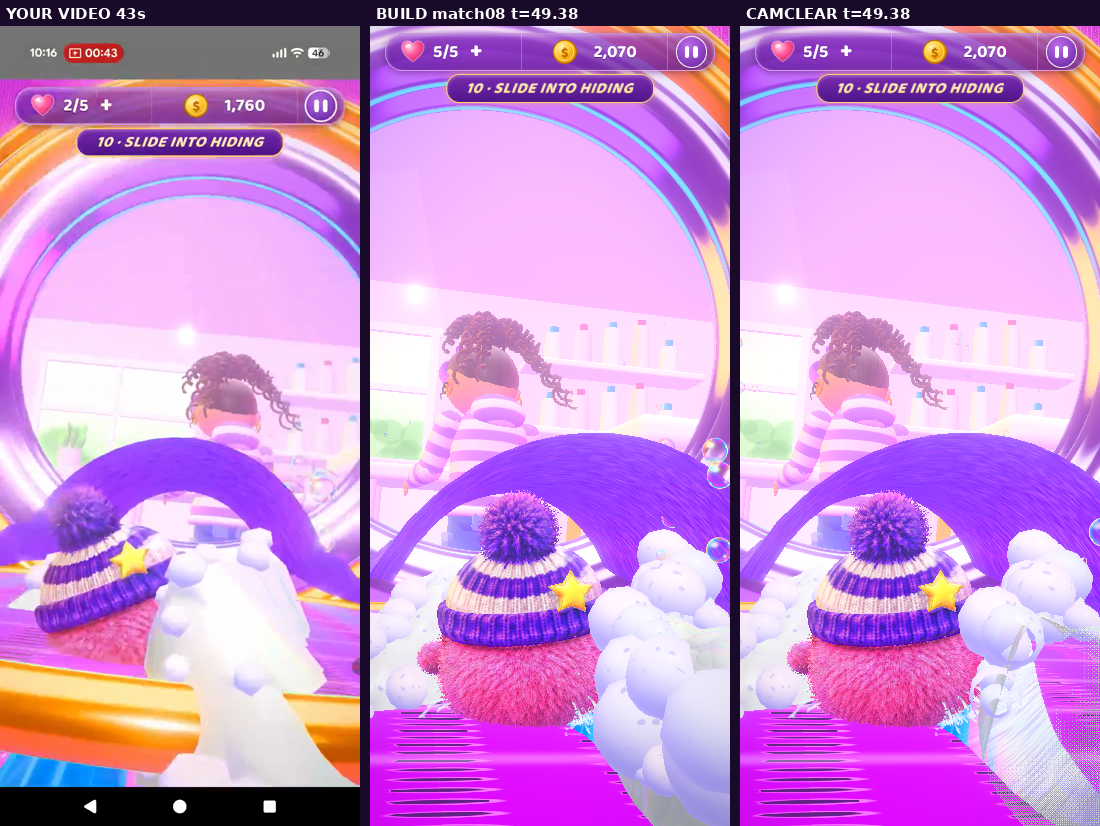 YOUR VIDEO 43s
BUILD match08 t=49.38
CAMCLEAR t=49.38
10:16 00:43 46
2/5 + $ 1,760
10 · SLIDE INTO HIDING
5/5 + $ 2,070
10 · SLIDE INTO HIDING
5/5 + $ 2,070
10 · SLIDE INTO HIDING